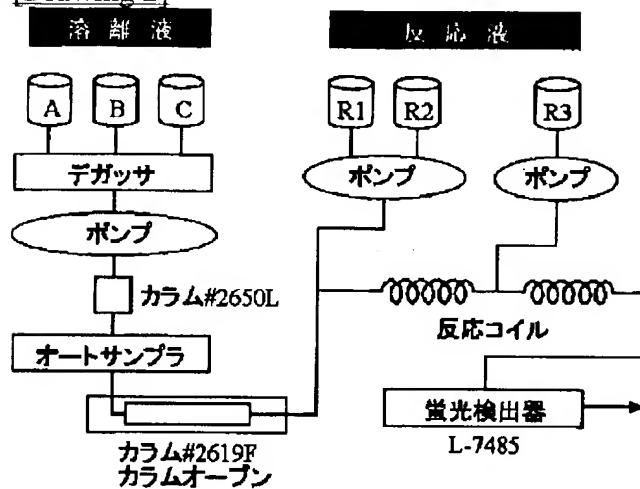 溶離液
反応液
A B C
R1 R2
R3
デガッサ
ポンプ
ポンプ
ポンプ
カラム#2650L
オートサンプラ
反応コイル
蛍光検出器
L-7485
カラム#2619F
カラムオーブン